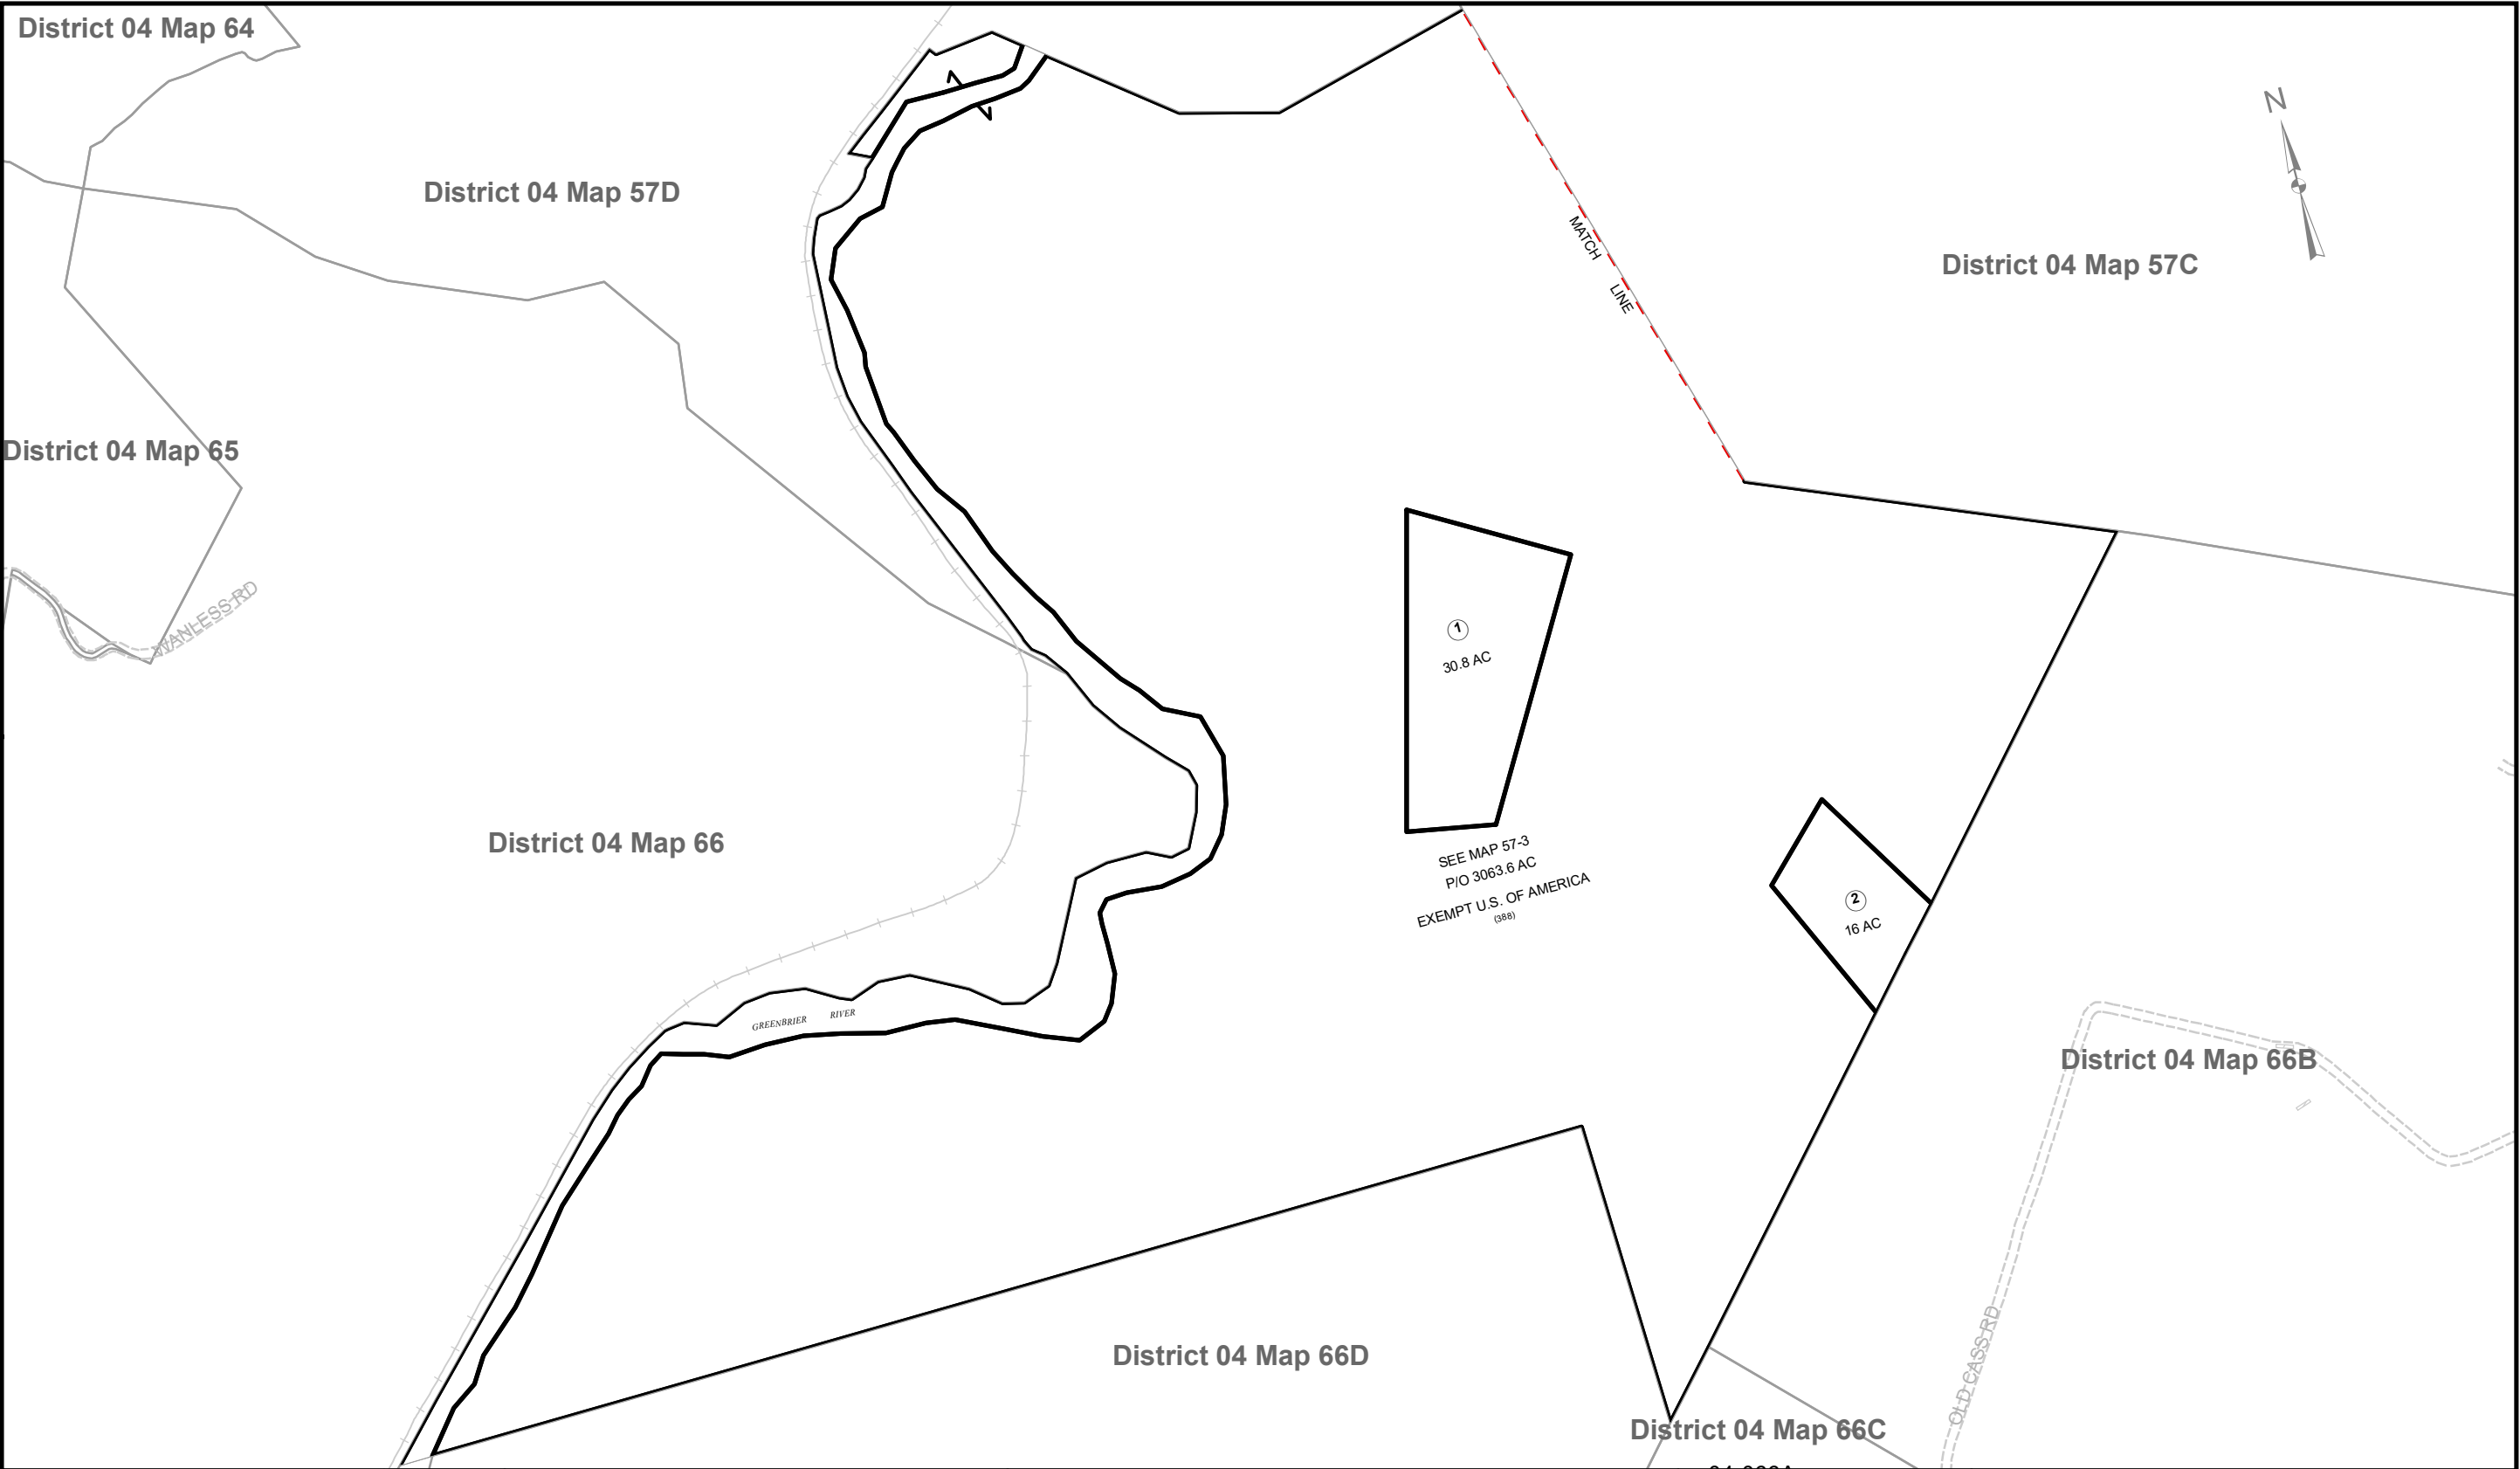 District 04 Map 64
N
District 04 Map 57D
MATCH
LINE
District 04 Map 57C
District 04 Map 65
WANLESS RD
1
30.8 AC
District 04 Map 66
SEE MAP 57-3
P/O 3063.6 AC
EXEMPT U.S. OF AMERICA
(388)
2
16 AC
GREENBRIER RIVER
District 04 Map 66B
District 04 Map 66D
OLD CASS RD
District 04 Map 66C